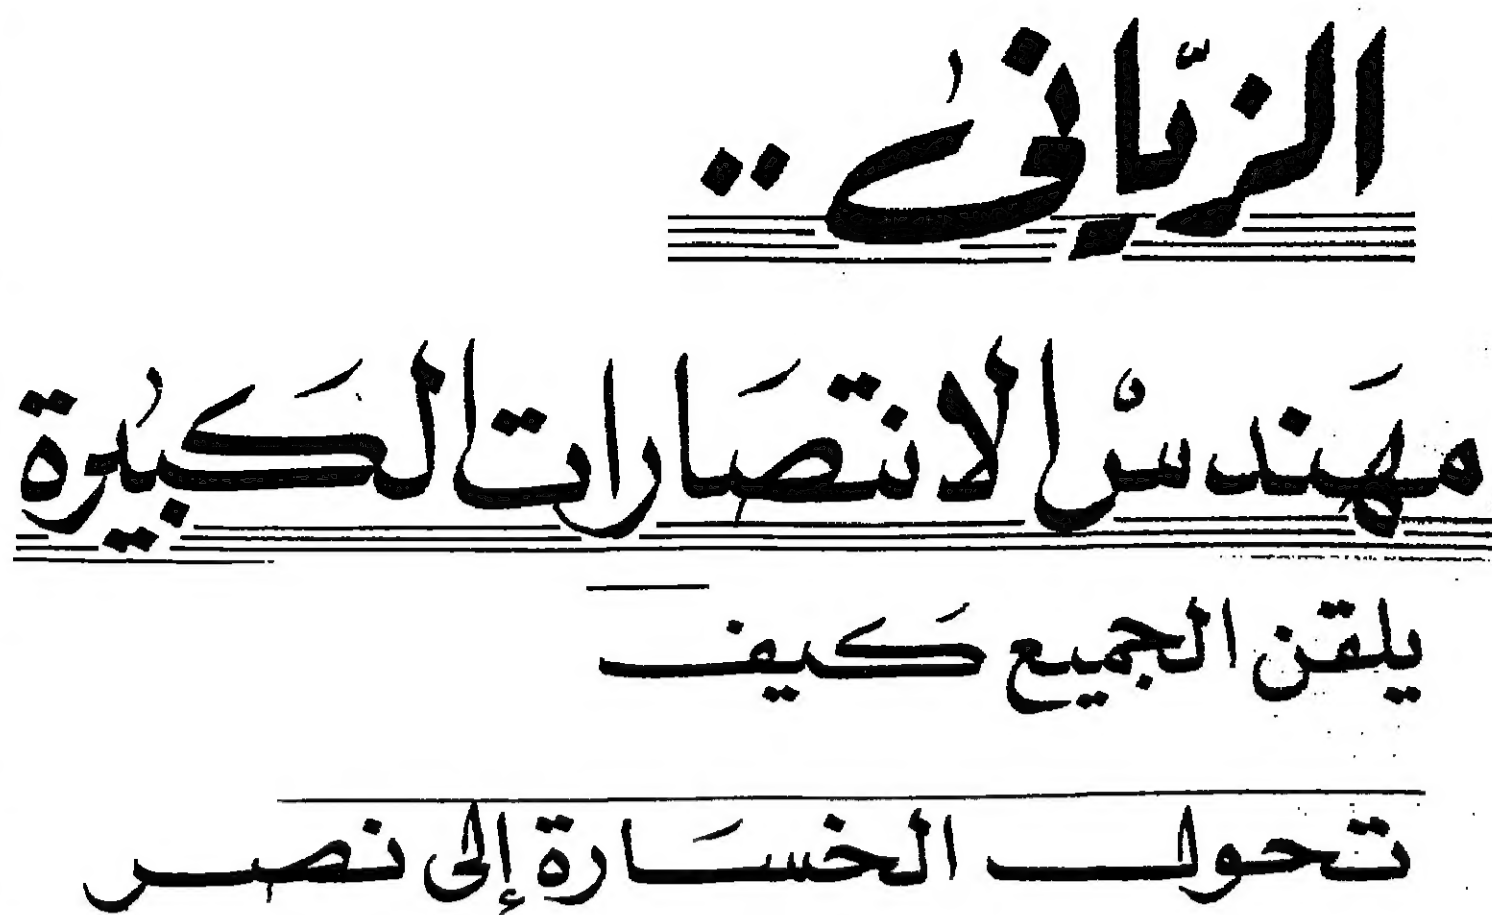 الزياني ..
مهندس الانتصارات الكبيرة
يلقن الجميع كيف
تحول الخسارة إلى نصر